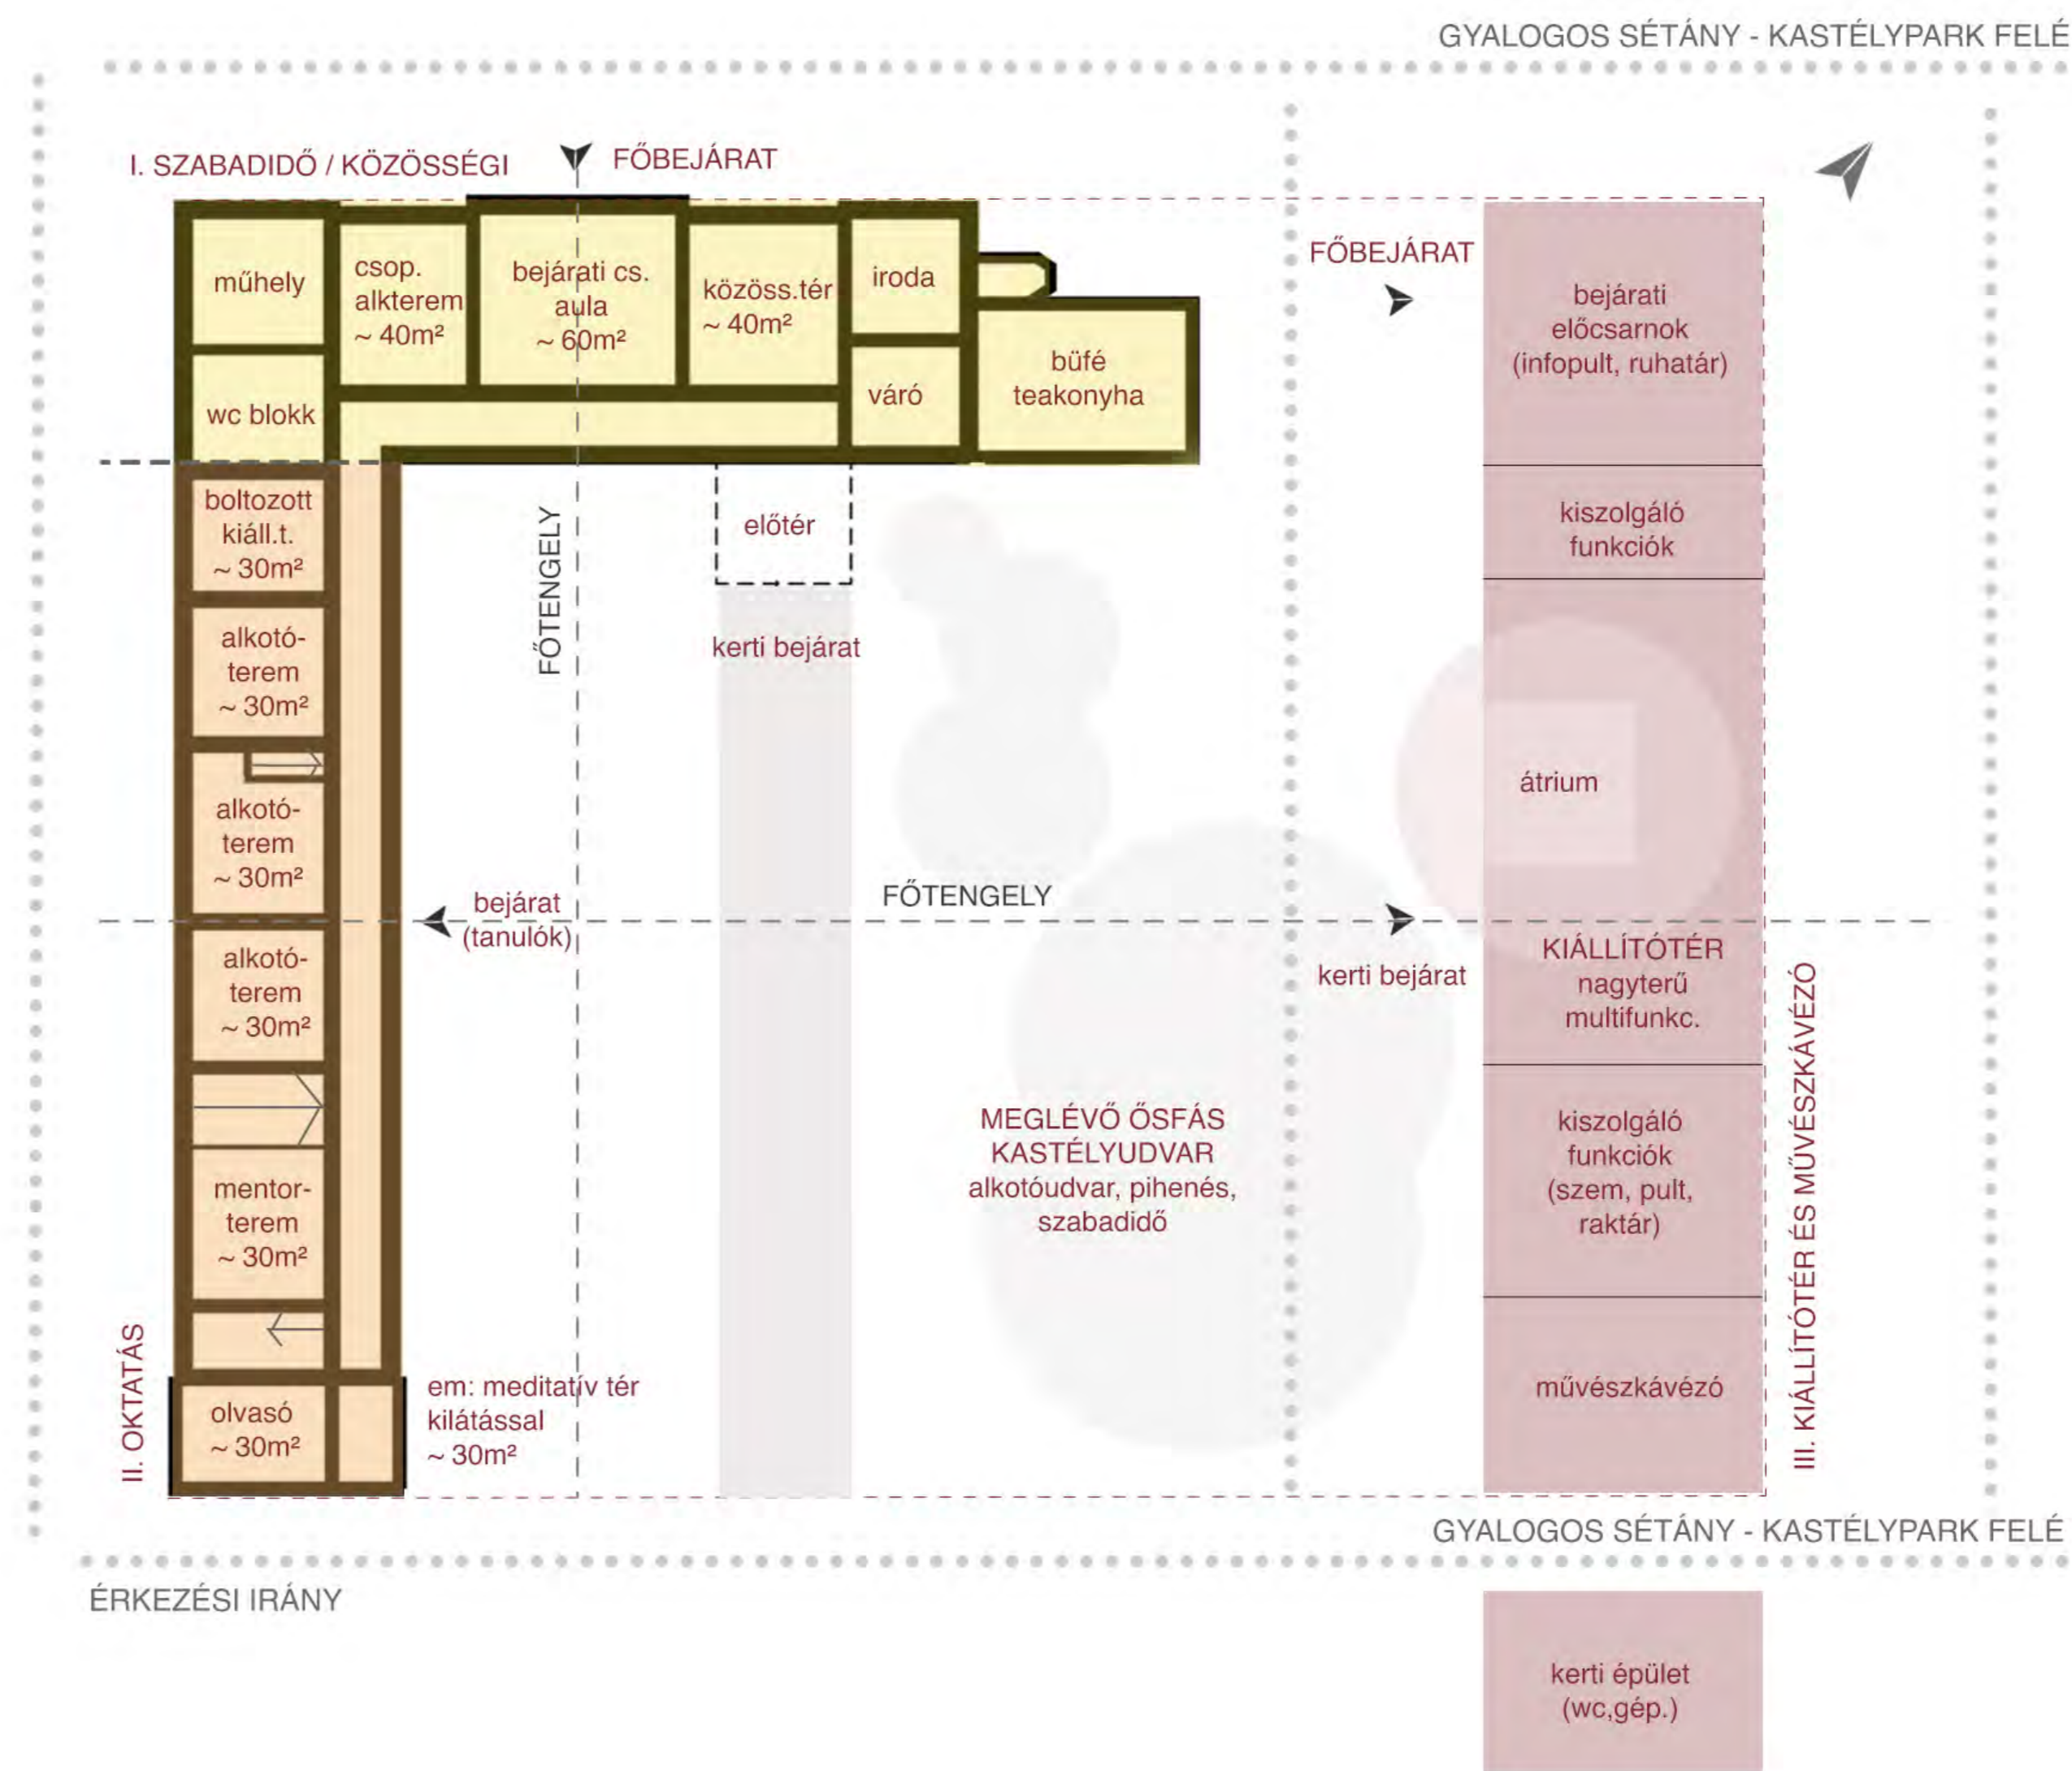 GYALOGOS SÉTÁNY - KASTÉLYPARK FELÉ
I. SZABADIDŐ / KÖZÖSSÉGI
FŐBEJÁRAT
műhely
csop.
alkterem
~ 40m²
bejárati cs.
aula
~ 60m²
közöss.tér
~ 40m²
iroda
wc blokk
váró
büfé
teakonyha
FŐBEJÁRAT
bejárati
előcsarnok
(infopult, ruhatár)
boltozott
kiáll.t.
~ 30m²
alkotó-
terem
~ 30m²
alkotó-
terem
~ 30m²
alkotó-
terem
~ 30m²
mentor-
terem
~ 30m²
olvasó
~ 30m²
II. OKTATÁS
FŐTENGELY
előtér
kerti bejárat
bejárat
(tanulók)
FŐTENGELY
em: meditatív tér
kilátással
~ 30m²
MEGLÉVŐ ŐSFÁS
KASTÉLYUDVAR
alkotóudvar, pihenés,
szabadidő
kiszolgáló
funkciók
átrium
kerti bejárat
KIÁLLÍTÓTÉR
nagyterű
multifunkc.
kiszolgáló
funkciók
(szem, pult,
raktár)
művészkávézó
III. KIÁLLÍTÓTÉR ÉS MŰVÉSZKÁVÉZÓ
GYALOGOS SÉTÁNY - KASTÉLYPARK FELÉ
ÉRKEZÉSI IRÁNY
kerti épület
(wc,gép.)